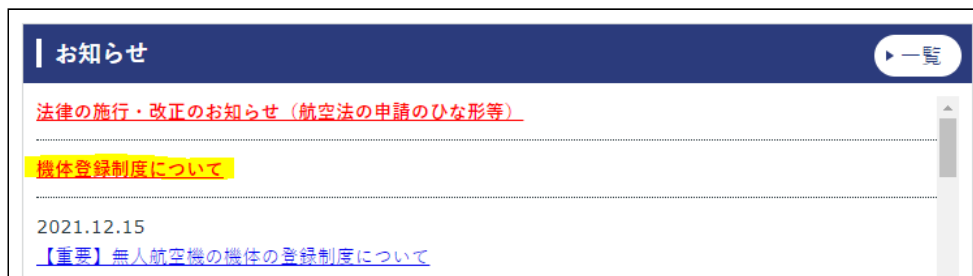 お知らせ
一覧
法律の施行・改正のお知らせ（航空法の申請のひな形等）
機体登録制度について
2021.12.15
【重要】無人航空機の機体の登録制度について